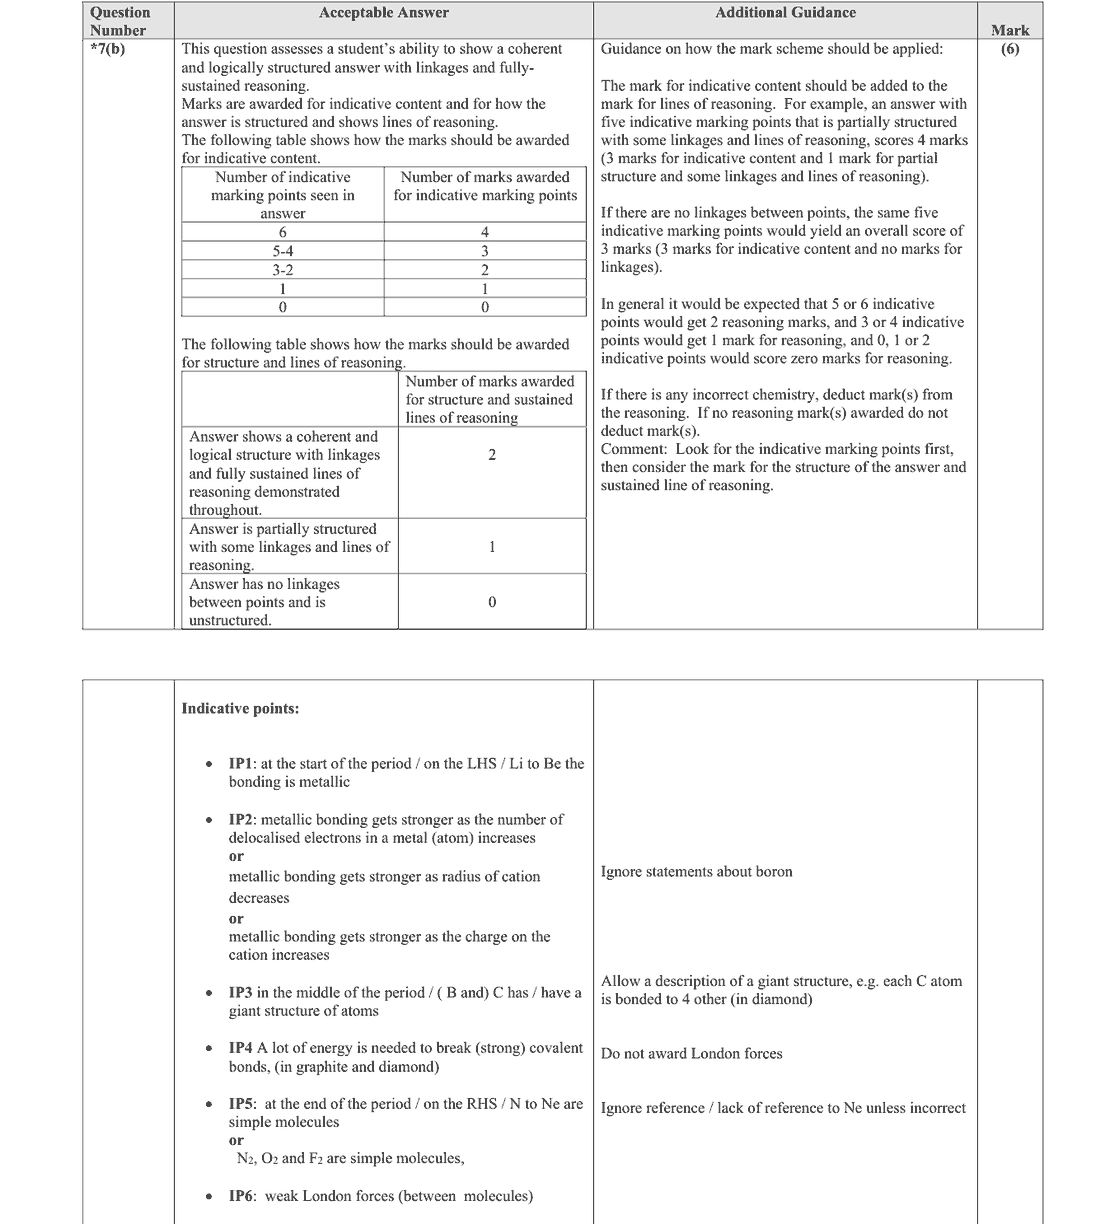 Question Number
Acceptable Answer
Additional Guidance
Mark
*7(b)
This question assesses a student's ability to show a coherent
and logically structured answer with linkages and fully-
sustained reasoning.
Marks are awarded for indicative content and for how the
answer is structured and shows lines of reasoning.
The following table shows how the marks should be awarded
for indicative content.
Number of indicative
marking points seen in
answer
Number of marks awarded
for indicative marking points
6 4
5-4 3
3-2 2
1 1
0 0
The following table shows how the marks should be awarded
for structure and lines of reasoning.
Number of marks awarded
for structure and sustained
lines of reasoning
Answer shows a coherent and
logical structure with linkages
and fully sustained lines of
reasoning demonstrated
throughout.
2
Answer is partially structured
with some linkages and lines of
reasoning.
1
Answer has no linkages
between points and is
unstructured.
0
Guidance on how the mark scheme should be applied:
The mark for indicative content should be added to the
mark for lines of reasoning. For example, an answer with
five indicative marking points that is partially structured
with some linkages and lines of reasoning, scores 4 marks
(3 marks for indicative content and 1 mark for partial
structure and some linkages and lines of reasoning).
If there are no linkages between points, the same five
indicative marking points would yield an overall score of
3 marks (3 marks for indicative content and no marks for
linkages).
In general it would be expected that 5 or 6 indicative
points would get 2 reasoning marks, and 3 or 4 indicative
points would get 1 mark for reasoning, and 0, 1 or 2
indicative points would score zero marks for reasoning.
If there is any incorrect chemistry, deduct mark(s) from
the reasoning. If no reasoning mark(s) awarded do not
deduct mark(s).
Comment: Look for the indicative marking points first,
then consider the mark for the structure of the answer and
sustained line of reasoning.
(6)
Indicative points:
• IP1: at the start of the period / on the LHS / Li to Be the
bonding is metallic
• IP2: metallic bonding gets stronger as the number of
delocalised electrons in a metal (atom) increases
or
metallic bonding gets stronger as radius of cation
decreases
or
metallic bonding gets stronger as the charge on the
cation increases
Ignore statements about boron
• IP3 in the middle of the period / ( B and) C has / have a
giant structure of atoms
Allow a description of a giant structure, e.g. each C atom
is bonded to 4 other (in diamond)
• IP4 A lot of energy is needed to break (strong) covalent
bonds, (in graphite and diamond)
Do not award London forces
• IP5: at the end of the period / on the RHS / N to Ne are
simple molecules
or
N₂, O₂ and F₂ are simple molecules,
Ignore reference / lack of reference to Ne unless incorrect
• IP6: weak London forces (between molecules)